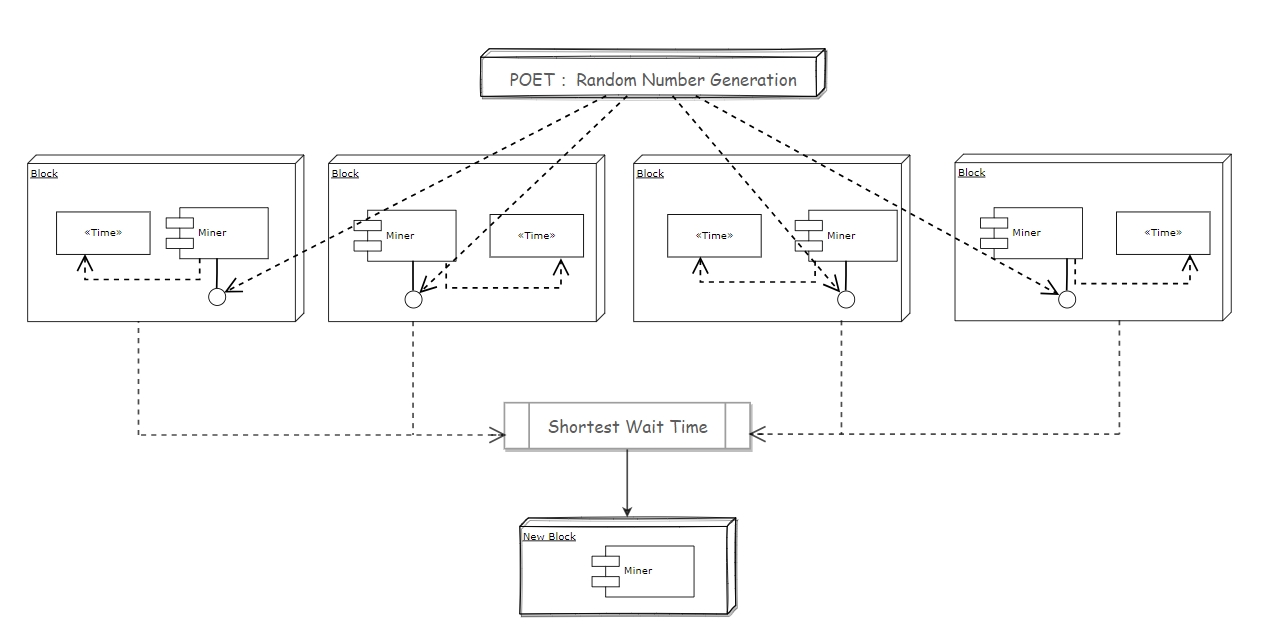 POET : Random Number Generation
Block
«Time»
Miner
Block
Miner
«Time»
Block
«Time»
Miner
Block
Miner
«Time»
Shortest Wait Time
New Block
Miner